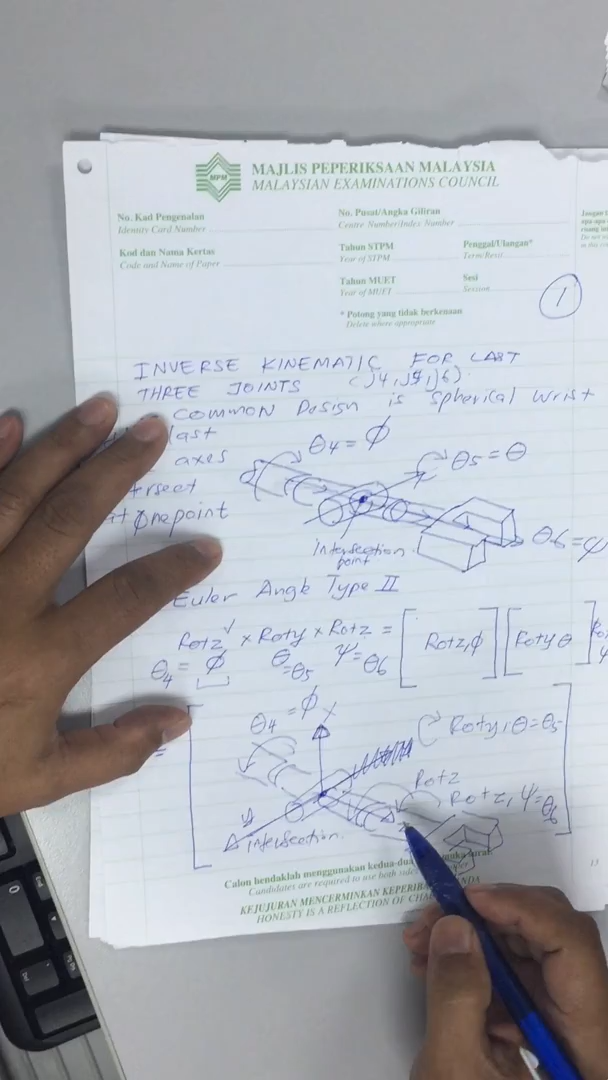 MPM
MAJLIS PEPERIKSAAN MALAYSIA
MALAYSIAN EXAMINATIONS COUNCIL
No. Kad Pengenalan
Identity Card Number
No. Pusat/Angka Giliran
Centre Number/Index Number
Kod dan Nama Kertas
Code and Name of Paper
Tahun STPM
Year of STPM
Penggal/Ulangan*
Term/Resit
Tahun MUET
Year of MUET
Sesi
Session
* Potong yang tidak berkenaan
Delete where appropriate
1
INVERSE KINEMATIC FOR LAST
THREE JOINTS (J4, J5, J6).
COMMON DESIGN is spherical wrist
last
axes
point
θ4 = φ
θ5 = θ
θ6 = ψ
Intersection point
Euler Angle Type II
Rotz × Roty × Rotz = [Rotz,φ] [Roty θ]
θ4 = φ θ = θ5 ψ = θ6
=
θ4 = φ
Roty, θ = θ5
Rotz
Rotz, ψ = θ6
y
intersection.
Calon hendaklah menggunakan kedua-dua muka surat
Candidates are required to use both
KEJUJURAN MENCERMINKAN
HONESTY IS A REFLECTION OF
13